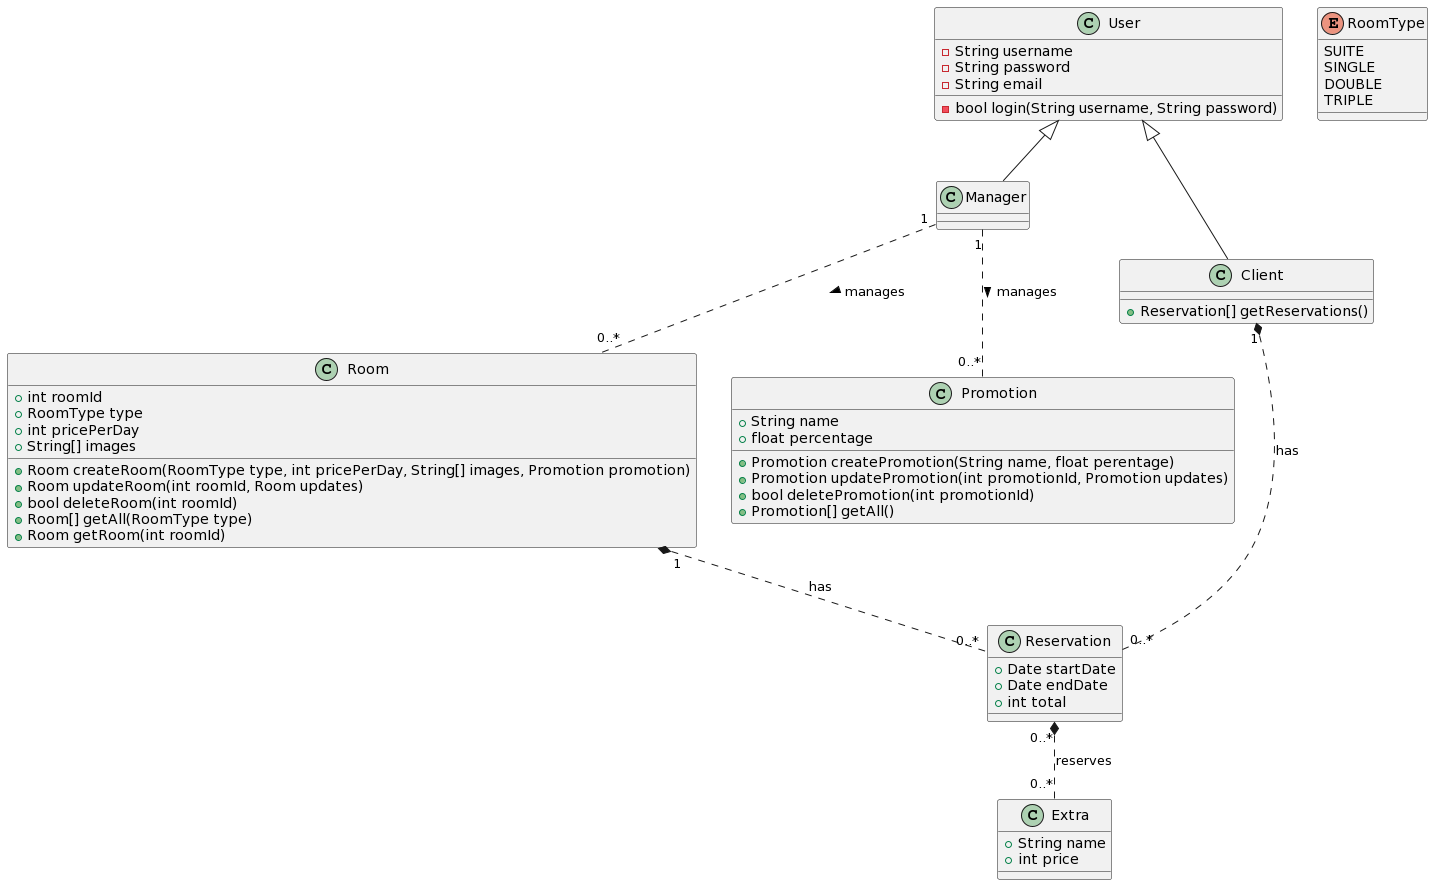 C User
String username
String password
String email
bool login(String username, String password)
E RoomType
SUITE
SINGLE
DOUBLE
TRIPLE
C Manager
1
1
manages
manages
0..*
0..*
C Client
Reservation[] getReservations()
1
has
C Room
int roomId
RoomType type
int pricePerDay
String[] images
Room createRoom(RoomType type, int pricePerDay, String[] images, Promotion promotion)
Room updateRoom(int roomId, Room updates)
bool deleteRoom(int roomId)
Room[] getAll(RoomType type)
Room getRoom(int roomId)
C Promotion
String name
float percentage
Promotion createPromotion(String name, float perentage)
Promotion updatePromotion(int promotionId, Promotion updates)
bool deletePromotion(int promotionId)
Promotion[] getAll()
1
has
0..*
0..*
C Reservation
Date startDate
Date endDate
int total
0..*
reserves
0..*
C Extra
String name
int price